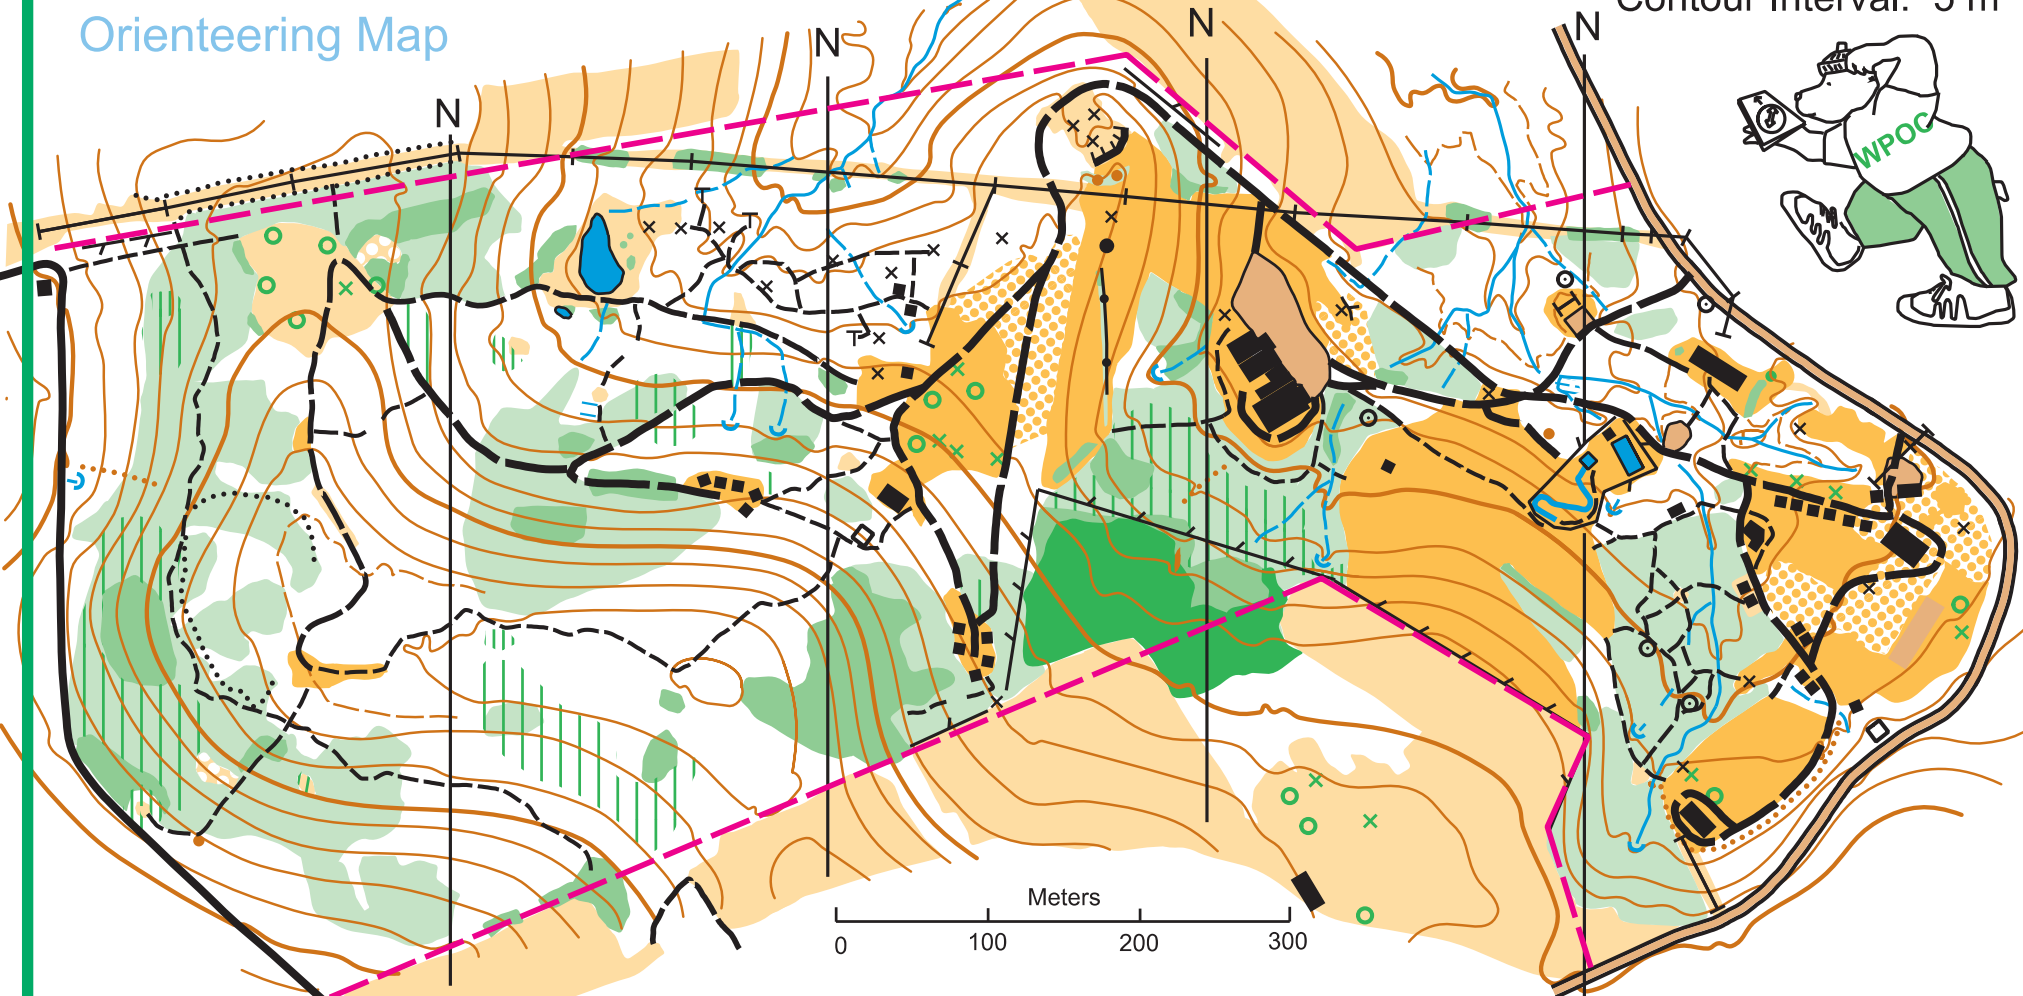 Orienteering Map
Contour Interval: 5 m
N
N
N
N
WPOC
Meters
0 100 200 300